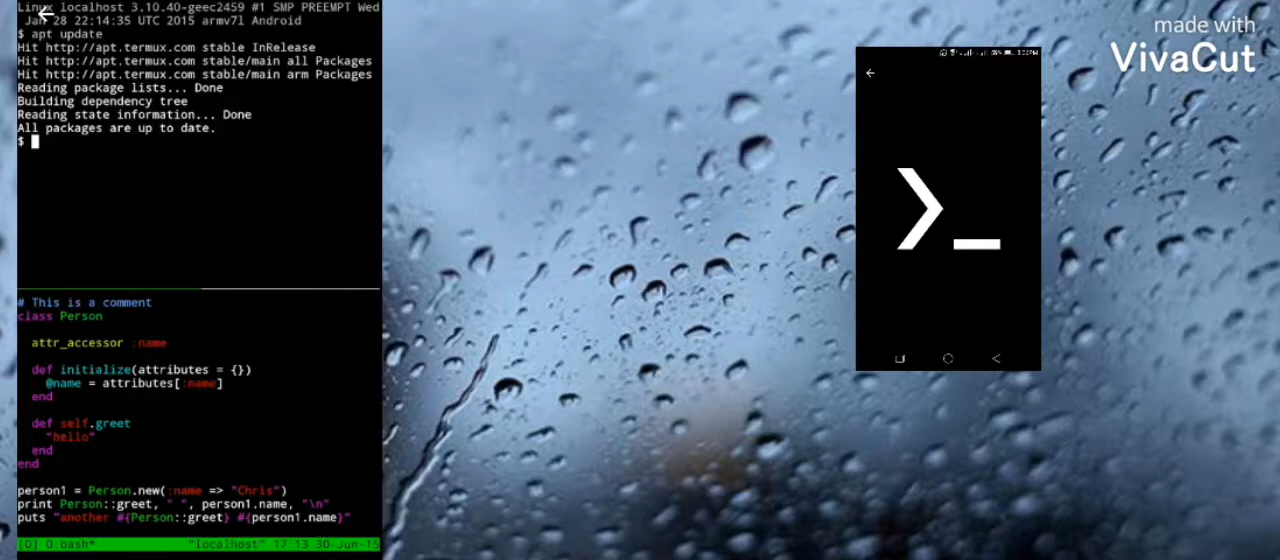 Linux localhost 3.10.40-geec2459 #1 SMP PREEMPT Wed
Jan 28 22:14:35 UTC 2015 armv7l Android
$ apt update
Hit http://apt.termux.com stable InRelease
Hit http://apt.termux.com stable/main all Packages
Hit http://apt.termux.com stable/main arm Packages
Reading package lists... Done
Building dependency tree
Reading state information... Done
All packages are up to date.
$
# This is a comment
class Person
attr_accessor :name
def initialize(attributes = {})
@name = attributes[:name]
end
def self.greet
"hello"
end
end
person1 = Person.new(:name => "Chris")
print Person::greet, " ", person1.name, "\n"
puts "another #{Person::greet} #{person1.name}"
[0] 0:bash* "localhost" 17:13 30-Jun-15
made with
VivaCut